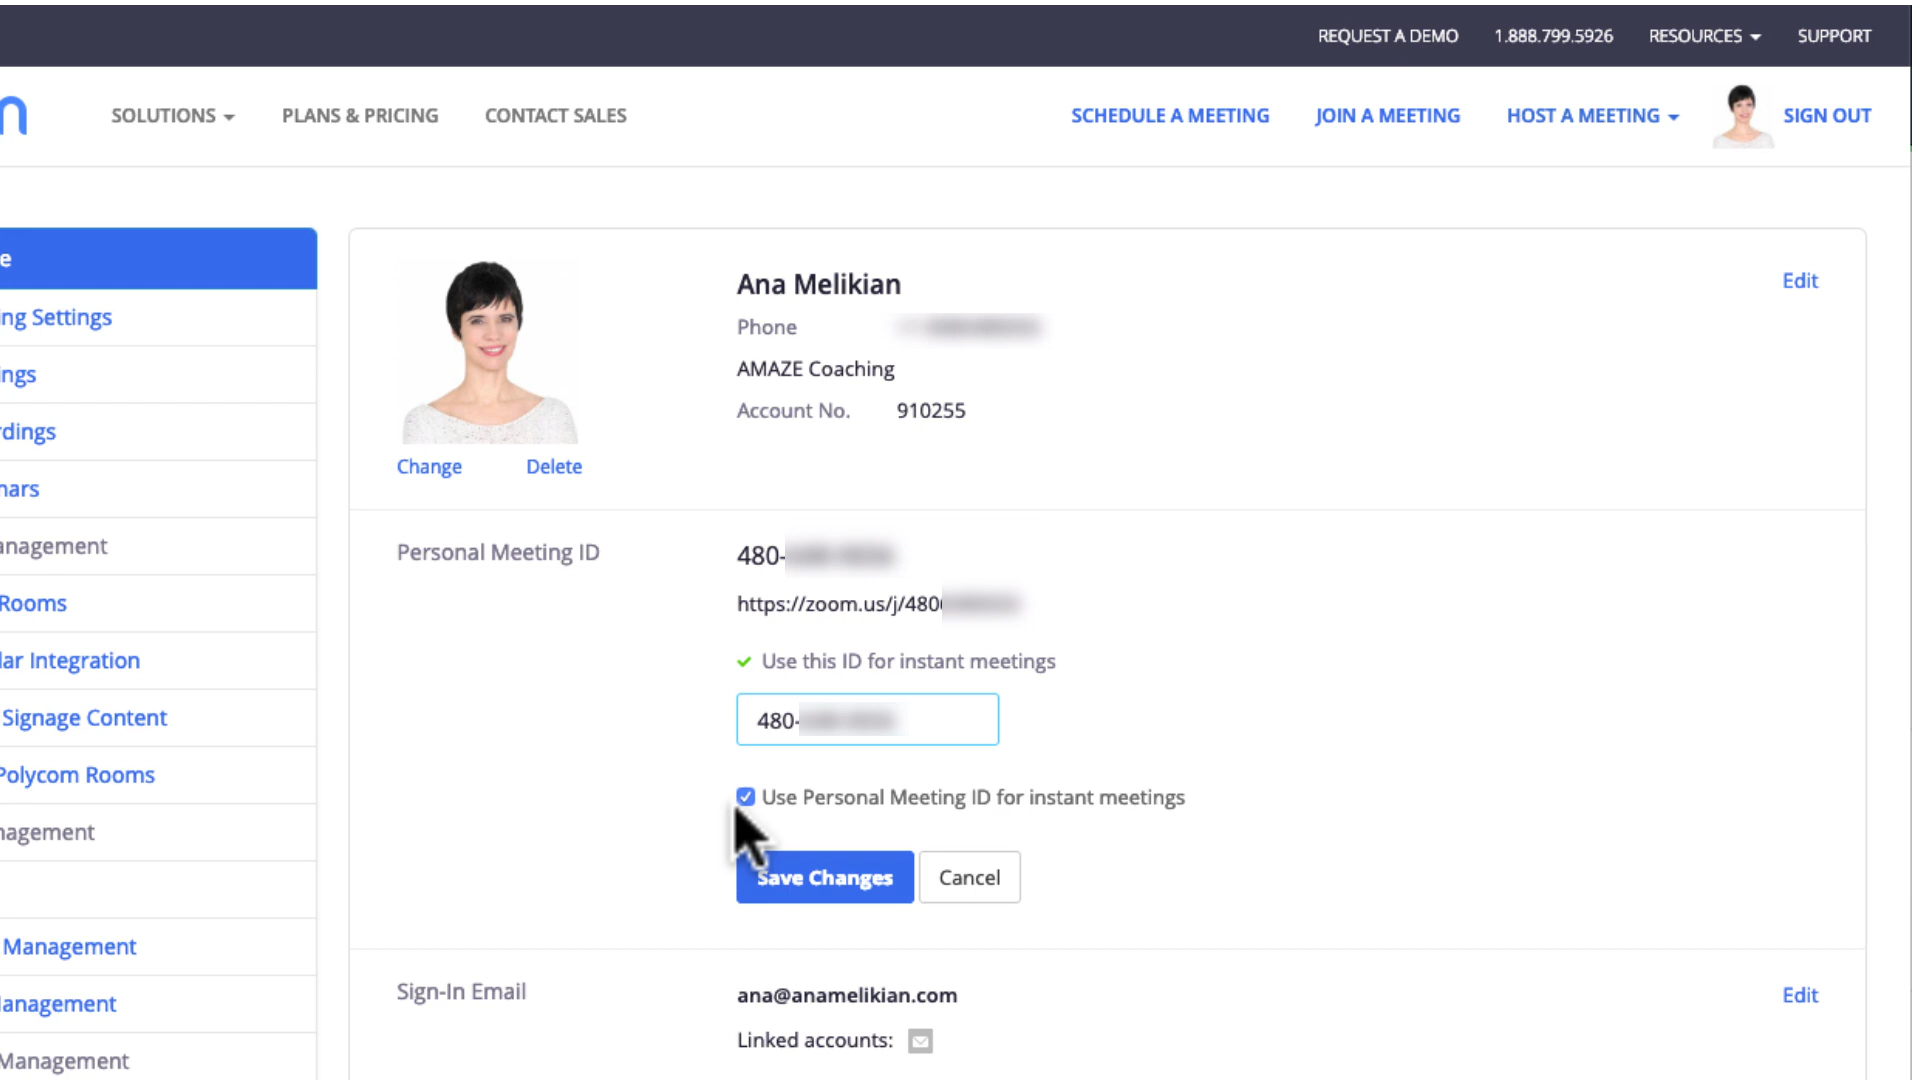 REQUEST A DEMO 1.888.799.5926 RESOURCES SUPPORT
SOLUTIONS PLANS & PRICING CONTACT SALES SCHEDULE A MEETING JOIN A MEETING HOST A MEETING SIGN OUT
e
ing Settings
ings
rdings
nars
anagement
Rooms
lar Integration
Signage Content
Polycom Rooms
nagement
Management
Management
Management
Ana Melikian
Edit
Phone
AMAZE Coaching
Account No. 910255
Change Delete
Personal Meeting ID
480-
https://zoom.us/j/480
Use this ID for instant meetings
480-
Use Personal Meeting ID for instant meetings
Save Changes Cancel
Sign-In Email
ana@anamelikian.com
Edit
Linked accounts: